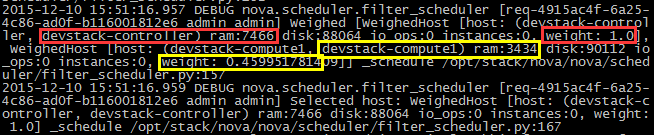 2015-12-10 15:51:16.957 DEBUG nova.scheduler.filter_scheduler [req-4915ac4f-6a25-
4c86-ad0f-b116001812e6 admin admin] Weighed [WeighedHost [host: (devstack-control
ler, devstack-controller) ram:7466 disk:88064 io_ops:0 instances:0, weight: 1.0],
WeighedHost [host: (devstack-compute1, devstack-compute1) ram:3434 disk:90112 io
_ops:0 instances:0, weight: 0.459951781409]] _schedule /opt/stack/nova/nova/sched
uler/filter_scheduler.py:157
2015-12-10 15:51:16.959 DEBUG nova.scheduler.filter_scheduler [req-4915ac4f-6a25-
4c86-ad0f-b116001812e6 admin admin] Selected host: WeighedHost [host: (devstack-c
ontroller, devstack-controller) ram:7466 disk:88064 io_ops:0 instances:0, weight:
1.0] _schedule /opt/stack/nova/nova/scheduler/filter_scheduler.py:167